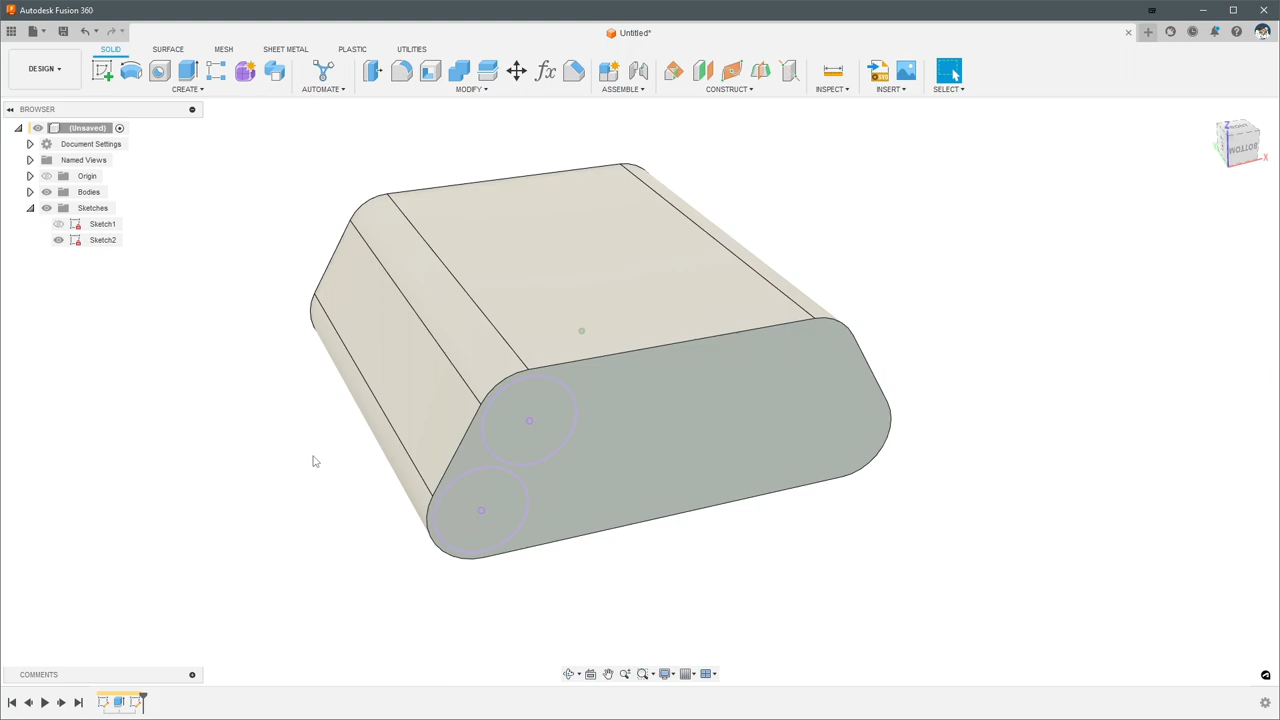 Autodesk Fusion 360
Untitled*
DESIGN
SOLID
SURFACE
MESH
SHEET METAL
PLASTIC
UTILITIES
CREATE
AUTOMATE
MODIFY
ASSEMBLE
CONSTRUCT
INSPECT
INSERT
SELECT
BROWSER
(Unsaved)
Document Settings
Named Views
Origin
Bodies
Sketches
Sketch1
Sketch2
Z
X
BOTTOM
COMMENTS